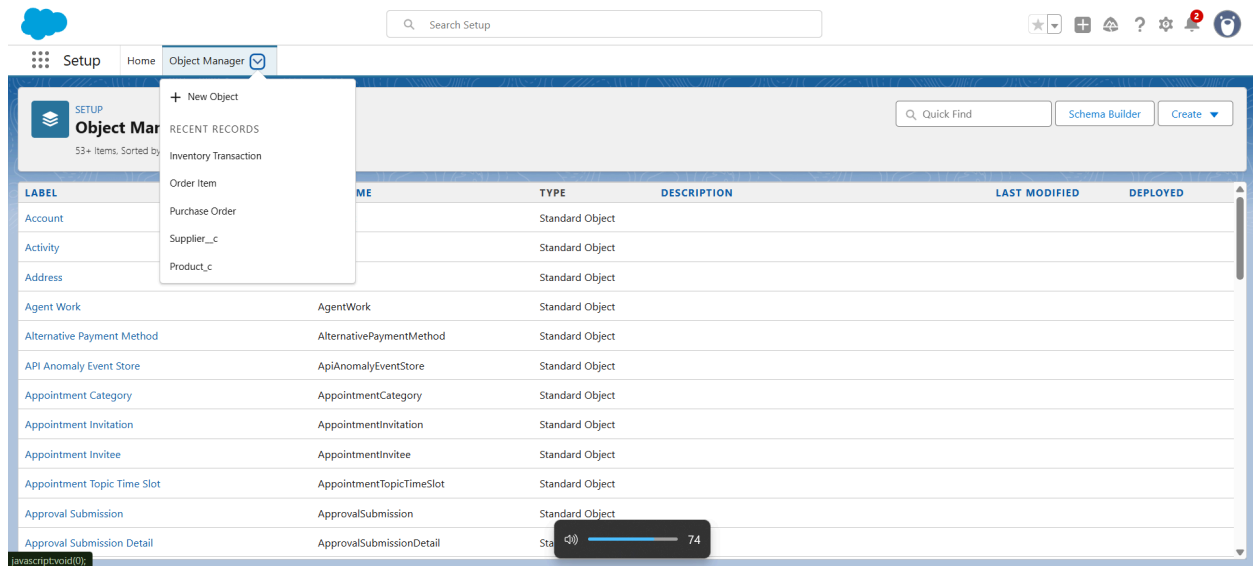 Search Setup
2
Setup Home Object Manager
+ New Object
RECENT RECORDS
Inventory Transaction
Order Item
Purchase Order
Supplier__c
Product_c
SETUP
Object Mar
53+ Items, Sorted by
Quick Find Schema Builder Create
LABEL ME TYPE DESCRIPTION LAST MODIFIED DEPLOYED
Account Standard Object
Activity Standard Object
Address Standard Object
Agent Work AgentWork Standard Object
Alternative Payment Method AlternativePaymentMethod Standard Object
API Anomaly Event Store ApiAnomalyEventStore Standard Object
Appointment Category AppointmentCategory Standard Object
Appointment Invitation AppointmentInvitation Standard Object
Appointment Invitee AppointmentInvitee Standard Object
Appointment Topic Time Slot AppointmentTopicTimeSlot Standard Object
Approval Submission ApprovalSubmission Standard Object
Approval Submission Detail ApprovalSubmissionDetail Sta
74
javascript:void(0);